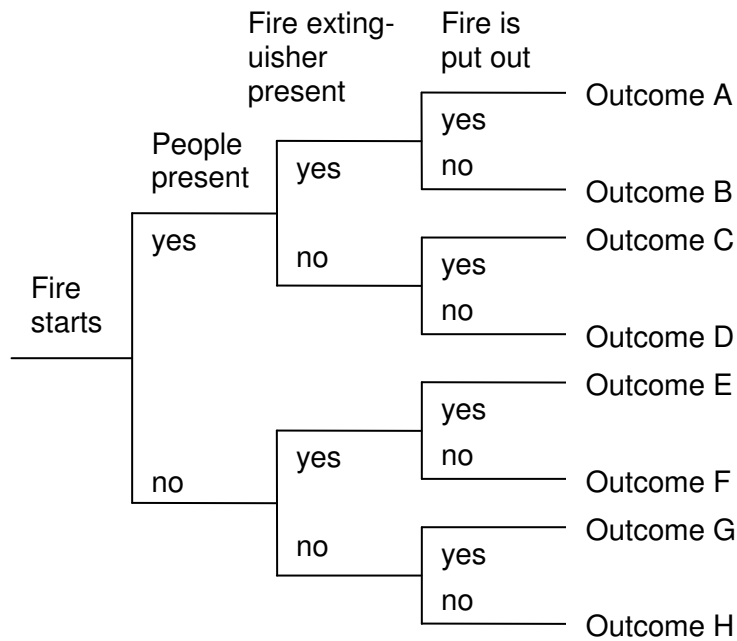 Fire exting-
uisher
present
Fire is
put out
People
present
Fire
starts
yes
no
yes
no
yes
no
yes
no
yes
no
yes
no
yes
no
Outcome A
Outcome B
Outcome C
Outcome D
Outcome E
Outcome F
Outcome G
Outcome H